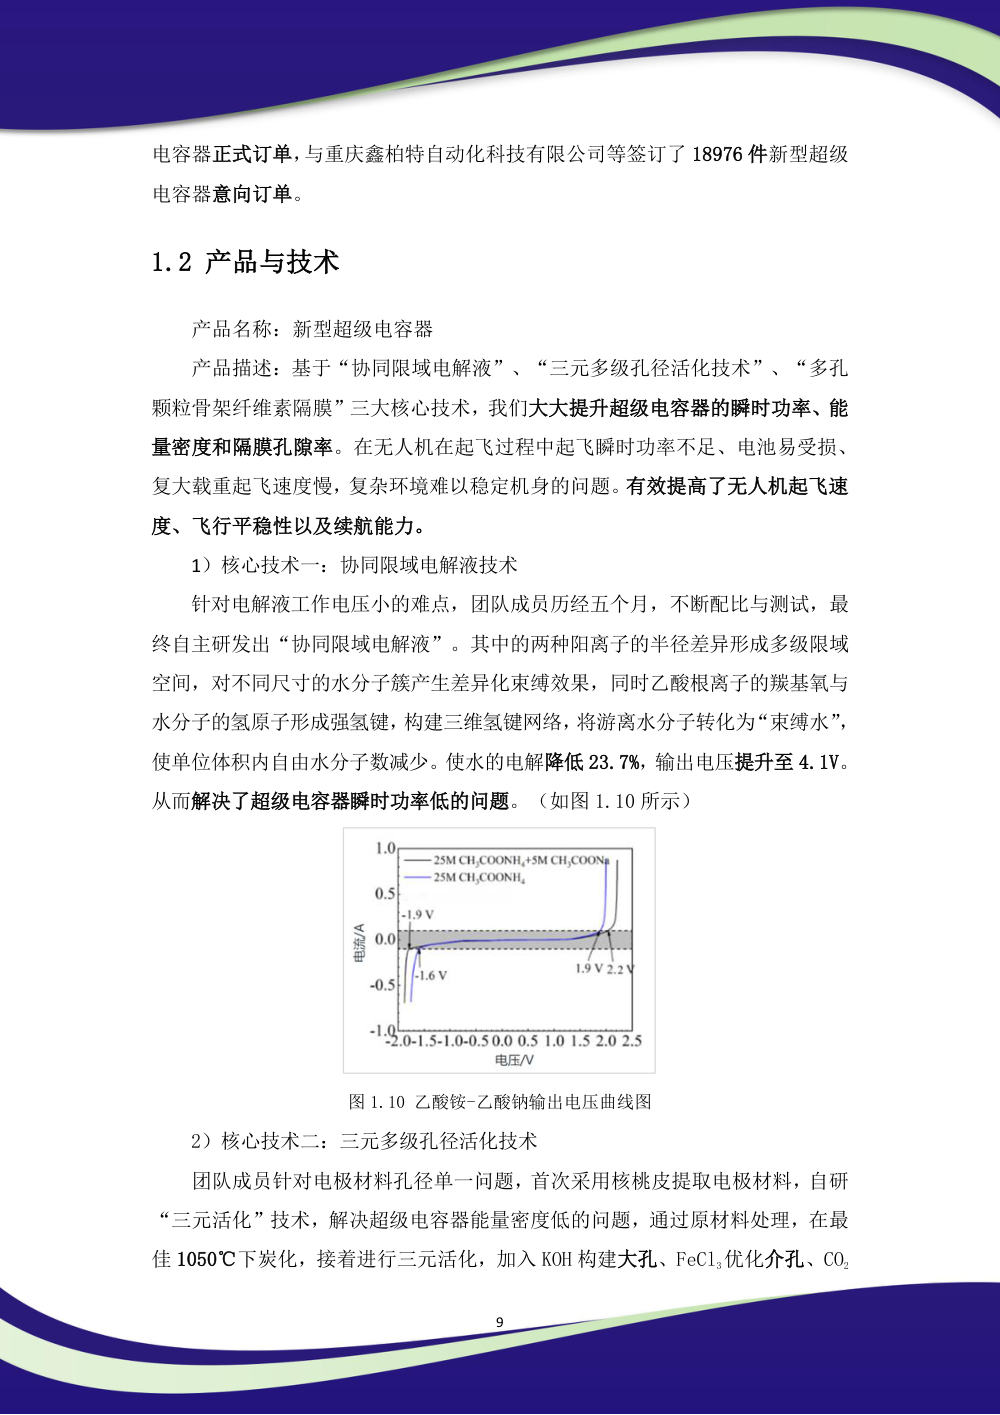 电容器正式订单，与重庆鑫柏特自动化科技有限公司等签订了 18976 件新型超级
电容器意向订单。
1.2 产品与技术
产品名称：新型超级电容器
产品描述：基于“协同限域电解液”、“三元多级孔径活化技术”、“多孔
颗粒骨架纤维素隔膜”三大核心技术，我们大大提升超级电容器的瞬时功率、能
量密度和隔膜孔隙率。在无人机在起飞过程中起飞瞬时功率不足、电池易受损、
复大载重起飞速度慢，复杂环境难以稳定机身的问题。有效提高了无人机起飞速
度、飞行平稳性以及续航能力。
1）核心技术一：协同限域电解液技术
针对电解液工作电压小的难点，团队成员历经五个月，不断配比与测试，最
终自主研发出“协同限域电解液”。其中的两种阳离子的半径差异形成多级限域
空间，对不同尺寸的水分子簇产生差异化束缚效果，同时乙酸根离子的羰基氧与
水分子的氢原子形成强氢键，构建三维氢键网络，将游离水分子转化为“束缚水”，
使单位体积内自由水分子数减少。使水的电解降低 23.7%，输出电压提升至 4.1V。
从而解决了超级电容器瞬时功率低的问题。（如图 1.10 所示）
1.0
25M CH₃COONH₄+5M CH₃COONa
25M CH₃COONH₄
0.5
-1.9 V
0.0
电流/A
-1.6 V
1.9 V 2.2 V
-0.5
-1.0
-2.0 -1.5 -1.0 -0.5 0.0 0.5 1.0 1.5 2.0 2.5
电压/V
图 1.10 乙酸铵-乙酸钠输出电压曲线图
2）核心技术二：三元多级孔径活化技术
团队成员针对电极材料孔径单一问题，首次采用核桃皮提取电极材料，自研
“三元活化”技术，解决超级电容器能量密度低的问题，通过原材料处理，在最
佳 1050℃下炭化，接着进行三元活化，加入 KOH 构建大孔、FeCl₃优化介孔、CO₂
9